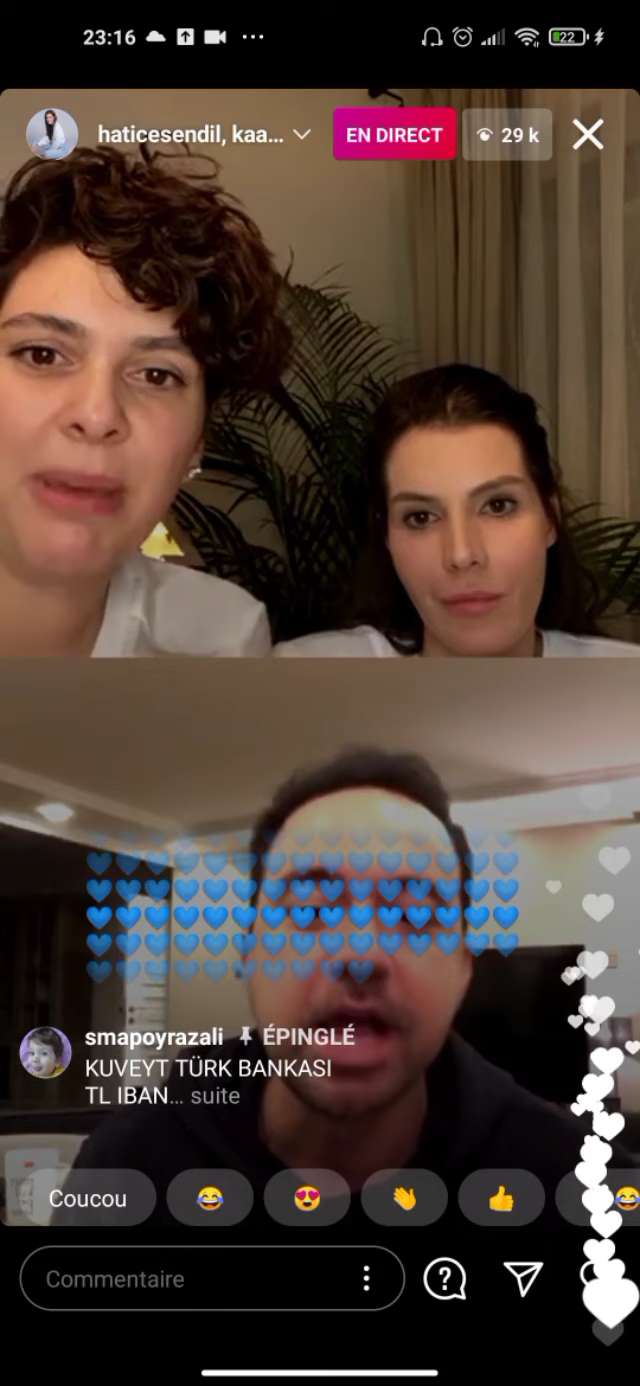 23:16
22
haticesendil, kaa...
EN DIRECT
29 k
smapoyrazali
ÉPINGLÉ
KUVEYT TÜRK BANKASI
TL IBAN... suite
Coucou
Commentaire